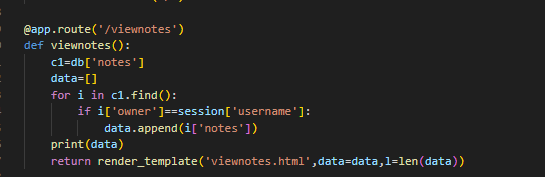 @app.route('/viewnotes')
def viewnotes():
    c1=db['notes']
    data=[]
    for i in c1.find():
        if i['owner']==session['username']:
            data.append(i['notes'])
    print(data)
    return render_template('viewnotes.html',data=data,l=len(data))